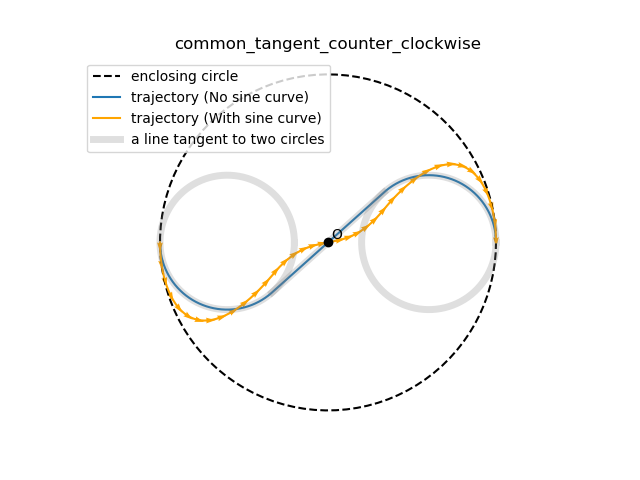 common_tangent_counter_clockwise
enclosing circle
trajectory (No sine curve)
trajectory (With sine curve)
a line tangent to two circles
O